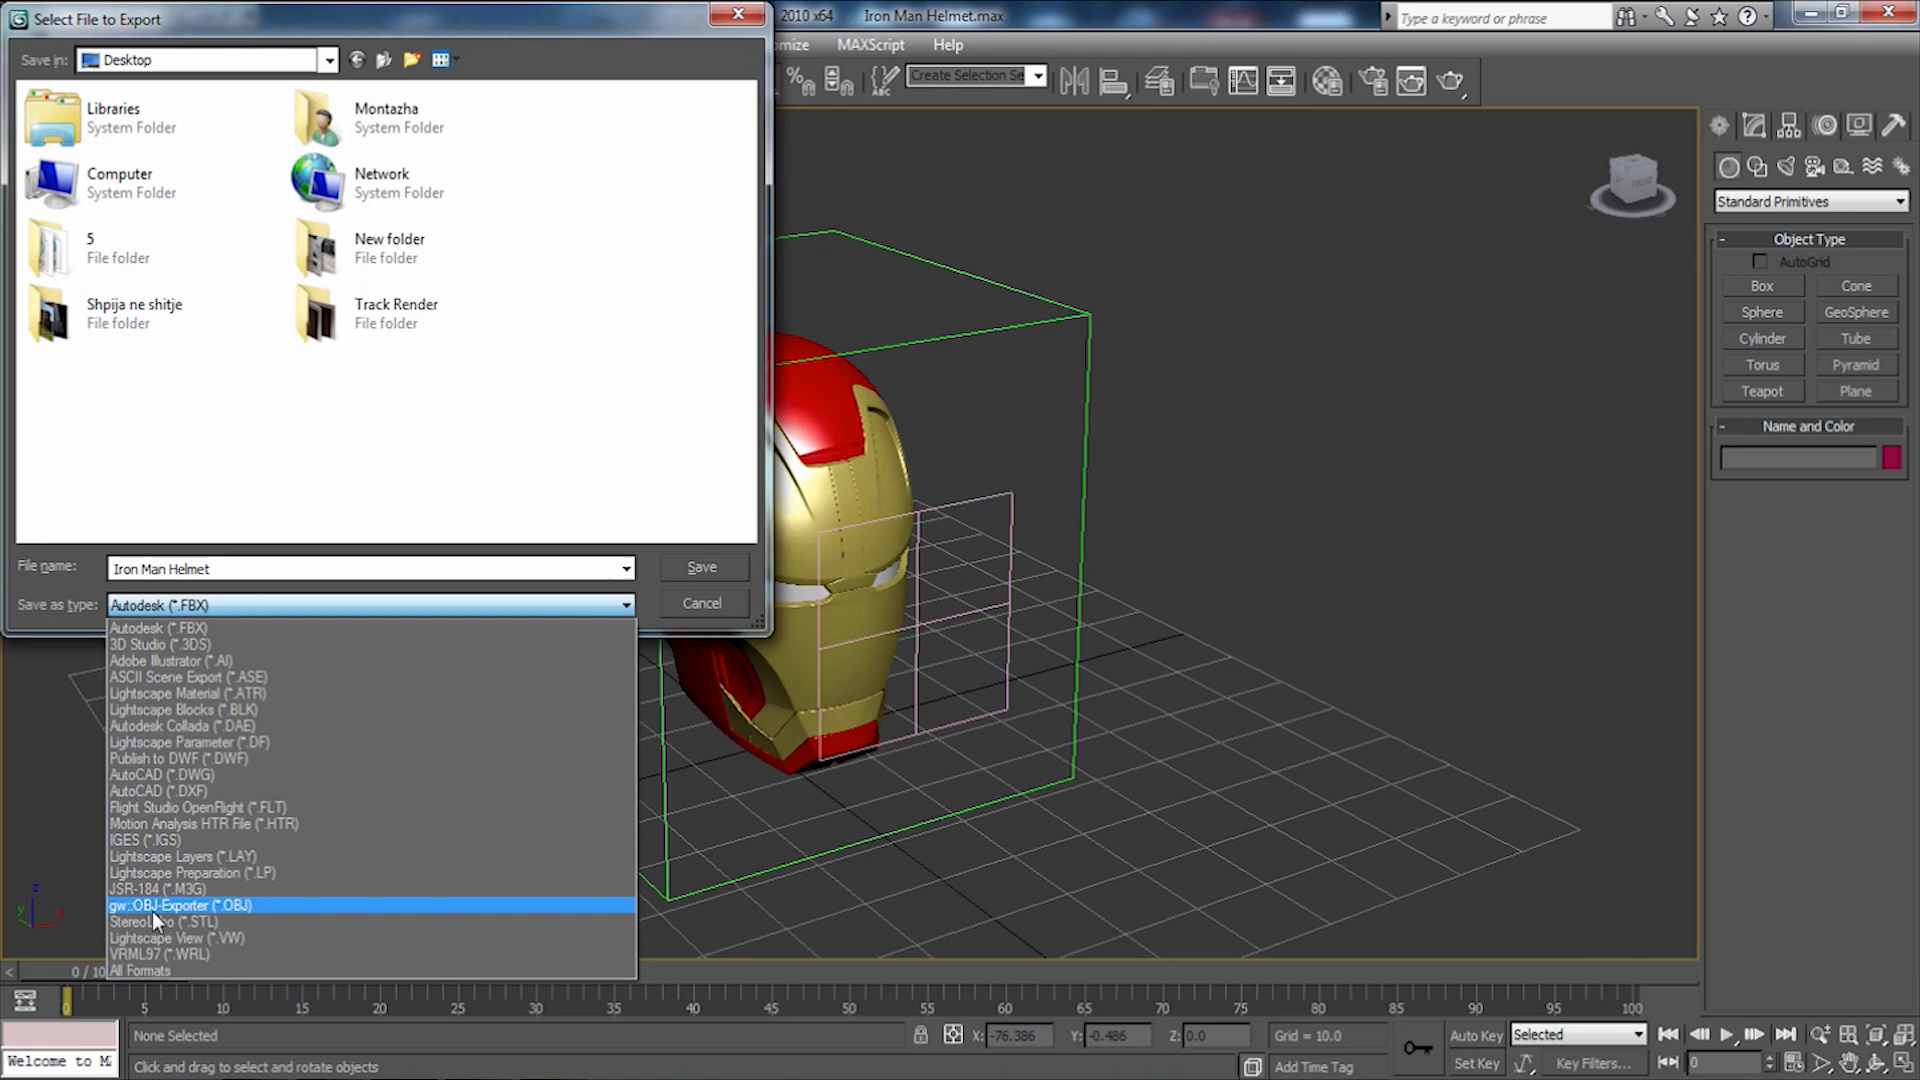 Select File to Export
2010 x64 Iron Man Helmet.max
Type a keyword or phrase
Save in: Desktop
MAXScript Help
Create Selection Se
Libraries
System Folder
Montazha
System Folder
Computer
System Folder
Network
System Folder
5
File folder
New folder
File folder
Shpija ne shitje
File folder
Track Render
File folder
File name: Iron Man Helmet
Save
Save as type: Autodesk (*.FBX)
Cancel
Autodesk (*.FBX)
3D Studio (*.3DS)
Adobe Illustrator (*.AI)
ASCII Scene Export (*.ASE)
Lightscape Material (*.ATR)
Lightscape Blocks (*.BLK)
Autodesk Collada (*.DAE)
Lightscape Parameter (*.DF)
Publish to DWF (*.DWF)
AutoCAD (*.DWG)
AutoCAD (*.DXF)
Flight Studio OpenFlight (*.FLT)
Motion Analysis HTR File (*.HTR)
IGES (*.IGS)
Lightscape Layers (*.LAY)
Lightscape Preparation (*.LP)
JSR-184 (*.M3G)
gw::OBJ-Exporter (*.OBJ)
(*.STL)
Lightscape View (*.VW)
VRML97 (*.WRL)
All Formats
Standard Primitives
- Object Type
AutoGrid
Box Cone
Sphere GeoSphere
Cylinder Tube
Torus Pyramid
Teapot Plane
- Name and Color
z
y x
0 / 10
0 5 10 15 20 25 30 35 40 45 50 55 60 65 70 75 80 85 90 95 100
None Selected
X: -76.386 Y: -0.486 Z: 0.0 Grid = 10.0
Auto Key Selected
Welcome to
Click and drag to select and rotate objects
Add Time Tag
Set Key Key Filters... 0